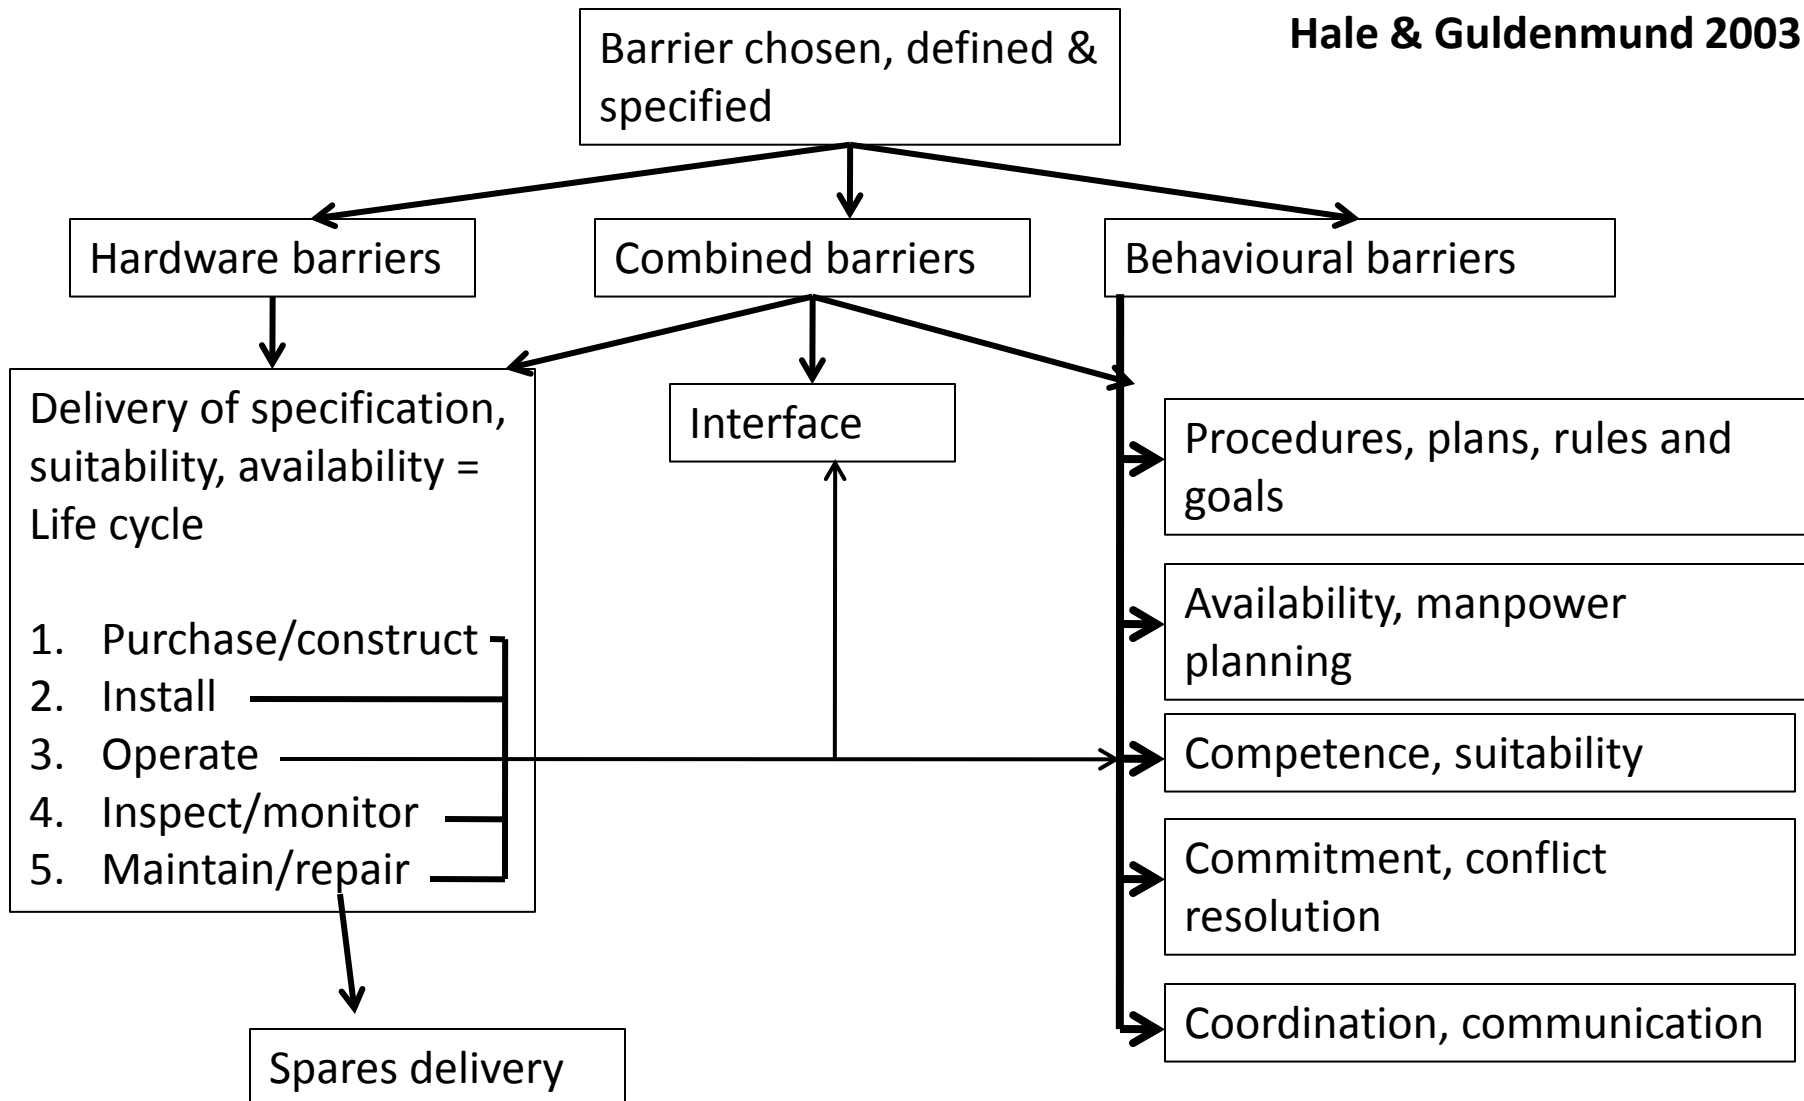 Hale & Guldenmund 2003
Barrier chosen, defined &
specified
Hardware barriers
Combined barriers
Behavioural barriers
Delivery of specification,
suitability, availability =
Life cycle
1. Purchase/construct
2. Install
3. Operate
4. Inspect/monitor
5. Maintain/repair
Interface
Procedures, plans, rules and
goals
Availability, manpower
planning
Competence, suitability
Commitment, conflict
resolution
Coordination, communication
Spares delivery